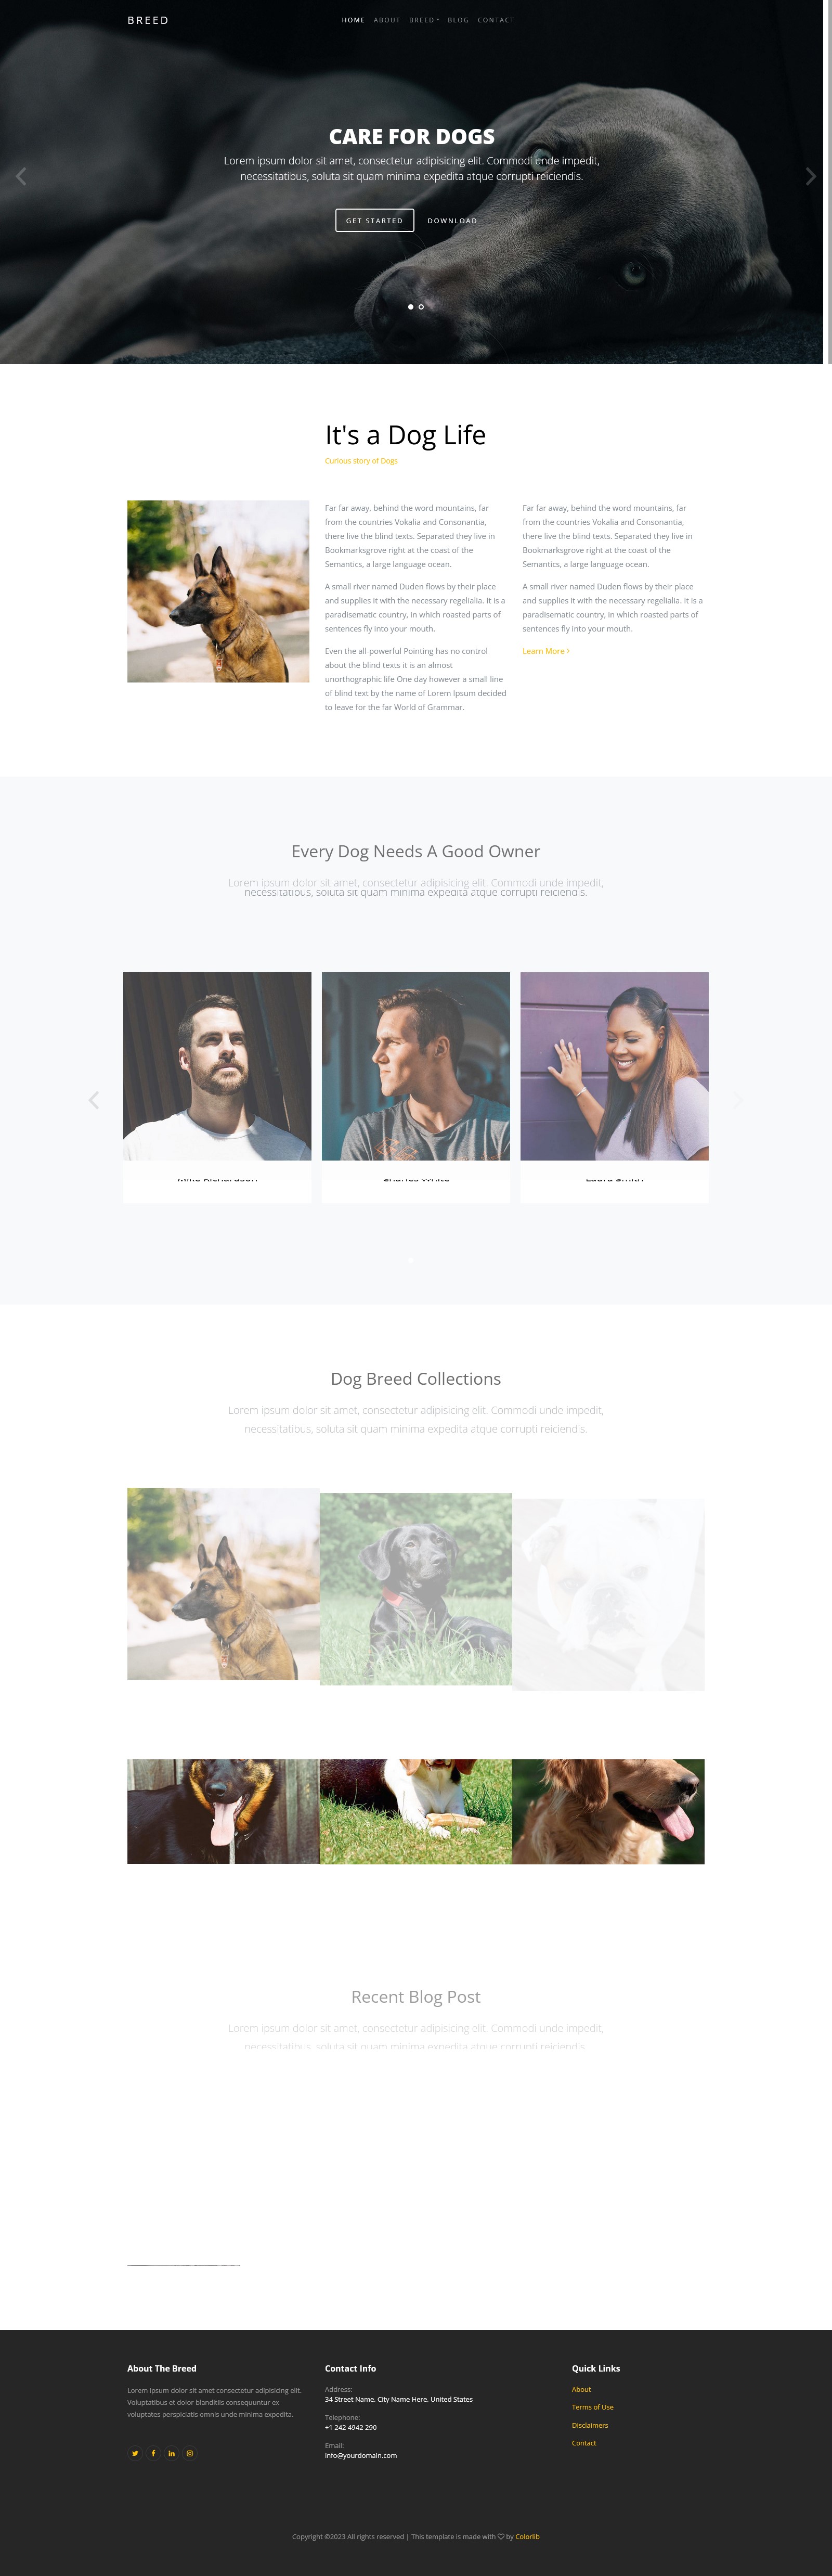 BREED
HOME ABOUT BREED BLOG CONTACT
CARE FOR DOGS
Lorem ipsum dolor sit amet, consectetur adipisicing elit. Commodi unde impedit,
necessitatibus, soluta sit quam minima expedita atque corrupti reiciendis.
GET STARTED DOWNLOAD
It's a Dog Life
Curious story of Dogs
Far far away, behind the word mountains, far
from the countries Vokalia and Consonantia,
there live the blind texts. Separated they live in
Bookmarksgrove right at the coast of the
Semantics, a large language ocean.
A small river named Duden flows by their place
and supplies it with the necessary regelialia. It is a
paradisematic country, in which roasted parts of
sentences fly into your mouth.
Even the all-powerful Pointing has no control
about the blind texts it is an almost
unorthographic life One day however a small line
of blind text by the name of Lorem Ipsum decided
to leave for the far World of Grammar.
Far far away, behind the word mountains, far
from the countries Vokalia and Consonantia,
there live the blind texts. Separated they live in
Bookmarksgrove right at the coast of the
Semantics, a large language ocean.
A small river named Duden flows by their place
and supplies it with the necessary regelialia. It is a
paradisematic country, in which roasted parts of
sentences fly into your mouth.
Learn More
Every Dog Needs A Good Owner
Lorem ipsum dolor sit amet, consectetur adipisicing elit. Commodi unde impedit,
necessitatibus, soluta sit quam minima expedita atque corrupti reiciendis.
Mike Richardson
Charles White
Laura Smith
Dog Breed Collections
Lorem ipsum dolor sit amet, consectetur adipisicing elit. Commodi unde impedit,
necessitatibus, soluta sit quam minima expedita atque corrupti reiciendis.
Recent Blog Post
Lorem ipsum dolor sit amet, consectetur adipisicing elit. Commodi unde impedit,
necessitatibus, soluta sit quam minima expedita atque corrupti reiciendis.
About The Breed
Lorem ipsum dolor sit amet consectetur adipisicing elit.
Voluptatibus et dolor blanditiis consequuntur ex
voluptates perspiciatis omnis unde minima expedita.
Contact Info
Address:
34 Street Name, City Name Here, United States
Telephone:
+1 242 4942 290
Email:
info@yourdomain.com
Quick Links
About
Terms of Use
Disclaimers
Contact
Copyright ©2023 All rights reserved | This template is made with ♡ by Colorlib